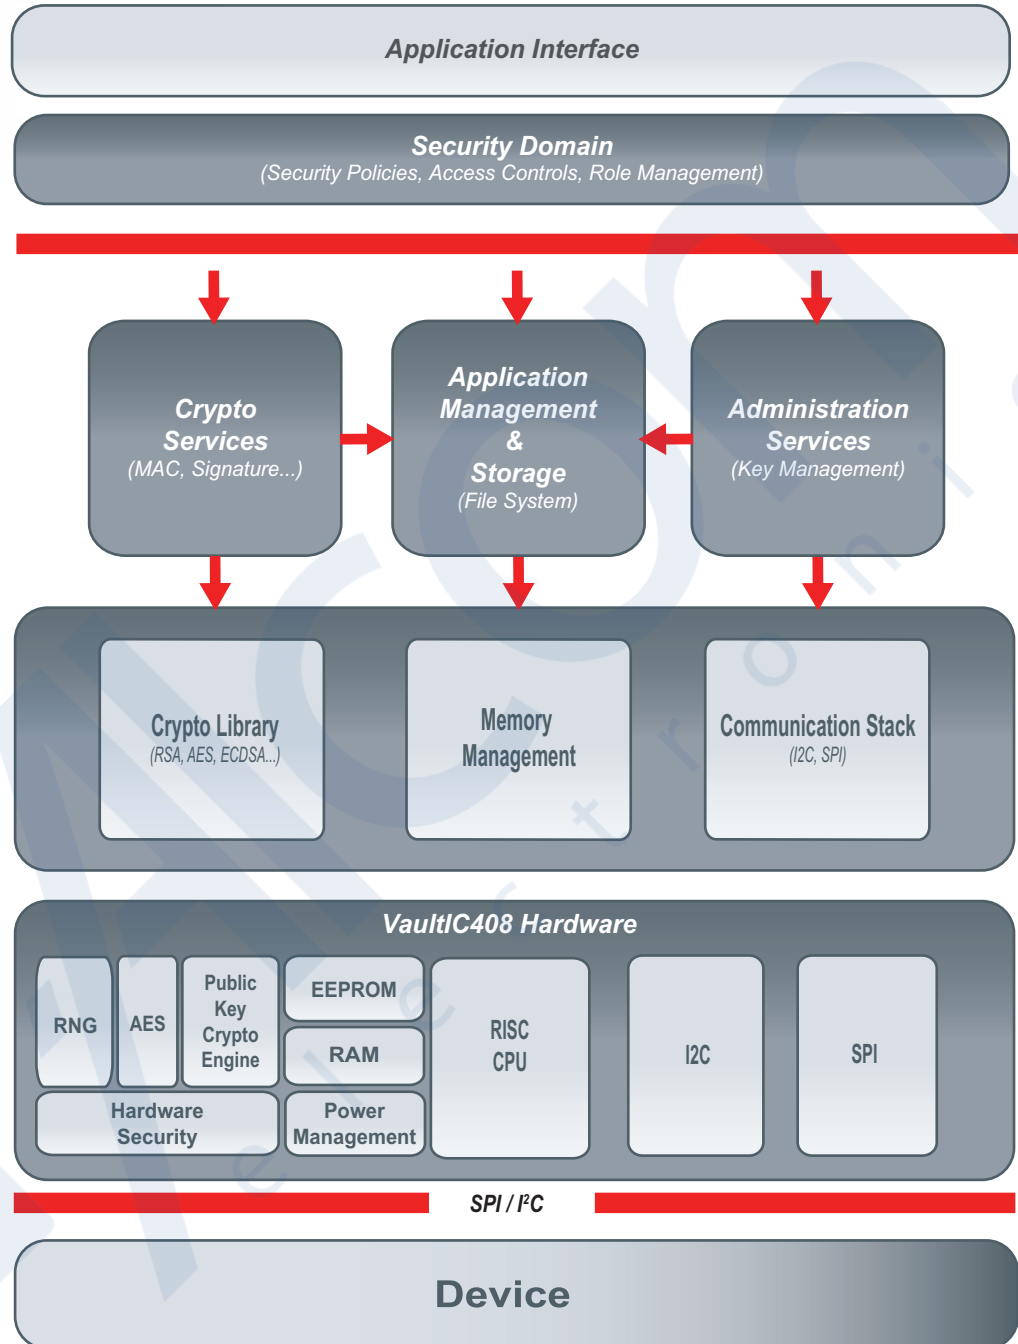 Application Interface
Security Domain
(Security Policies, Access Controls, Role Management)
Crypto
Services
(MAC, Signature...)
Application
Management
&
Storage
(File System)
Administration
Services
(Key Management)
Crypto Library
(RSA, AES, ECDSA...)
Memory
Management
Communication Stack
(I2C, SPI)
VaultIC408 Hardware
RNG
AES
Public
Key
Crypto
Engine
EEPROM
RAM
Hardware
Security
Power
Management
RISC
CPU
I2C
SPI
SPI / I²C
Device